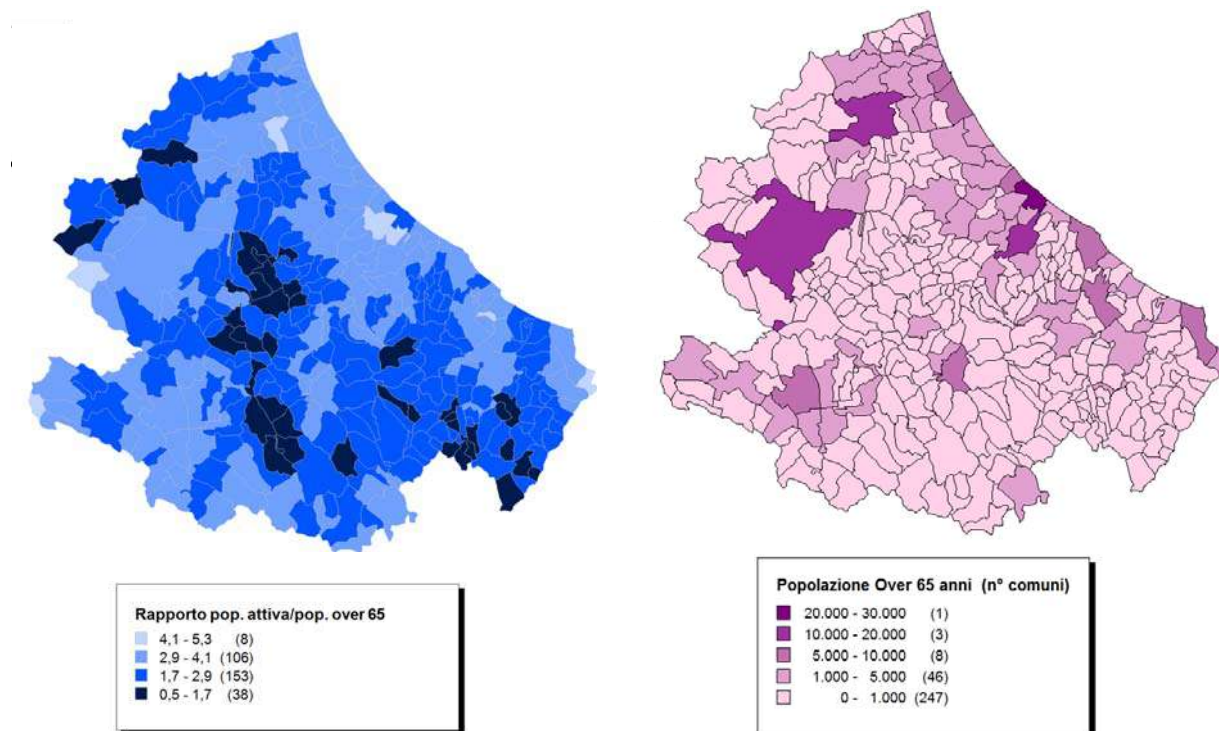 Rapporto pop. attiva/pop. over 65
4,1 - 5,3 (8)
2,9 - 4,1 (106)
1,7 - 2,9 (153)
0,5 - 1,7 (38)
Popolazione Over 65 anni (n° comuni)
20.000 - 30.000 (1)
10.000 - 20.000 (3)
5.000 - 10.000 (8)
1.000 - 5.000 (46)
0 - 1.000 (247)